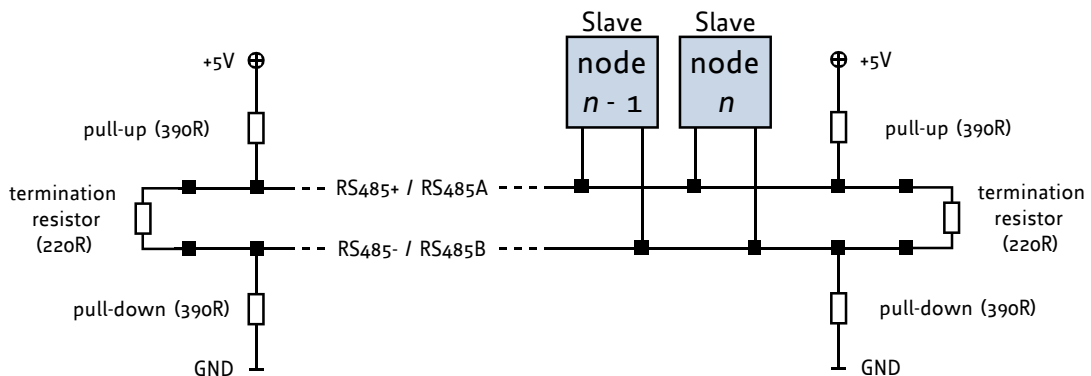 Slave
Slave
node
n - 1
node
n
+5V
+5V
pull-up (390R)
pull-up (390R)
termination
resistor
(220R)
RS485+ / RS485A
termination
resistor
(220R)
RS485- / RS485B
pull-down (390R)
pull-down (390R)
GND
GND